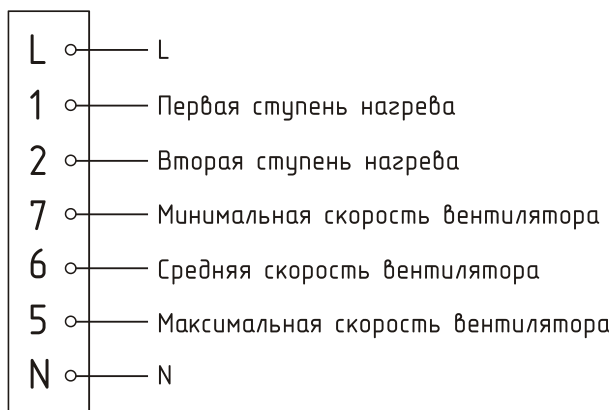 L L
1 Первая ступень нагрева
2 Вторая ступень нагрева
7 Минимальная скорость вентилятора
6 Средняя скорость вентилятора
5 Максимальная скорость вентилятора
N N